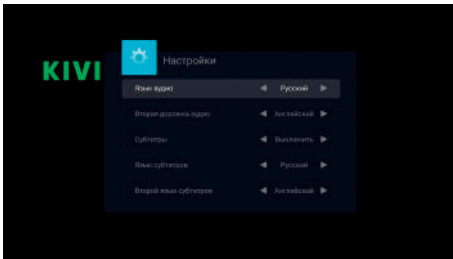 KIVI
Настройки
Язык аудио Русский
Вторая дорожка аудио Английский
Субтитры Выключить
Язык субтитров Русский
Второй язык субтитров Английский